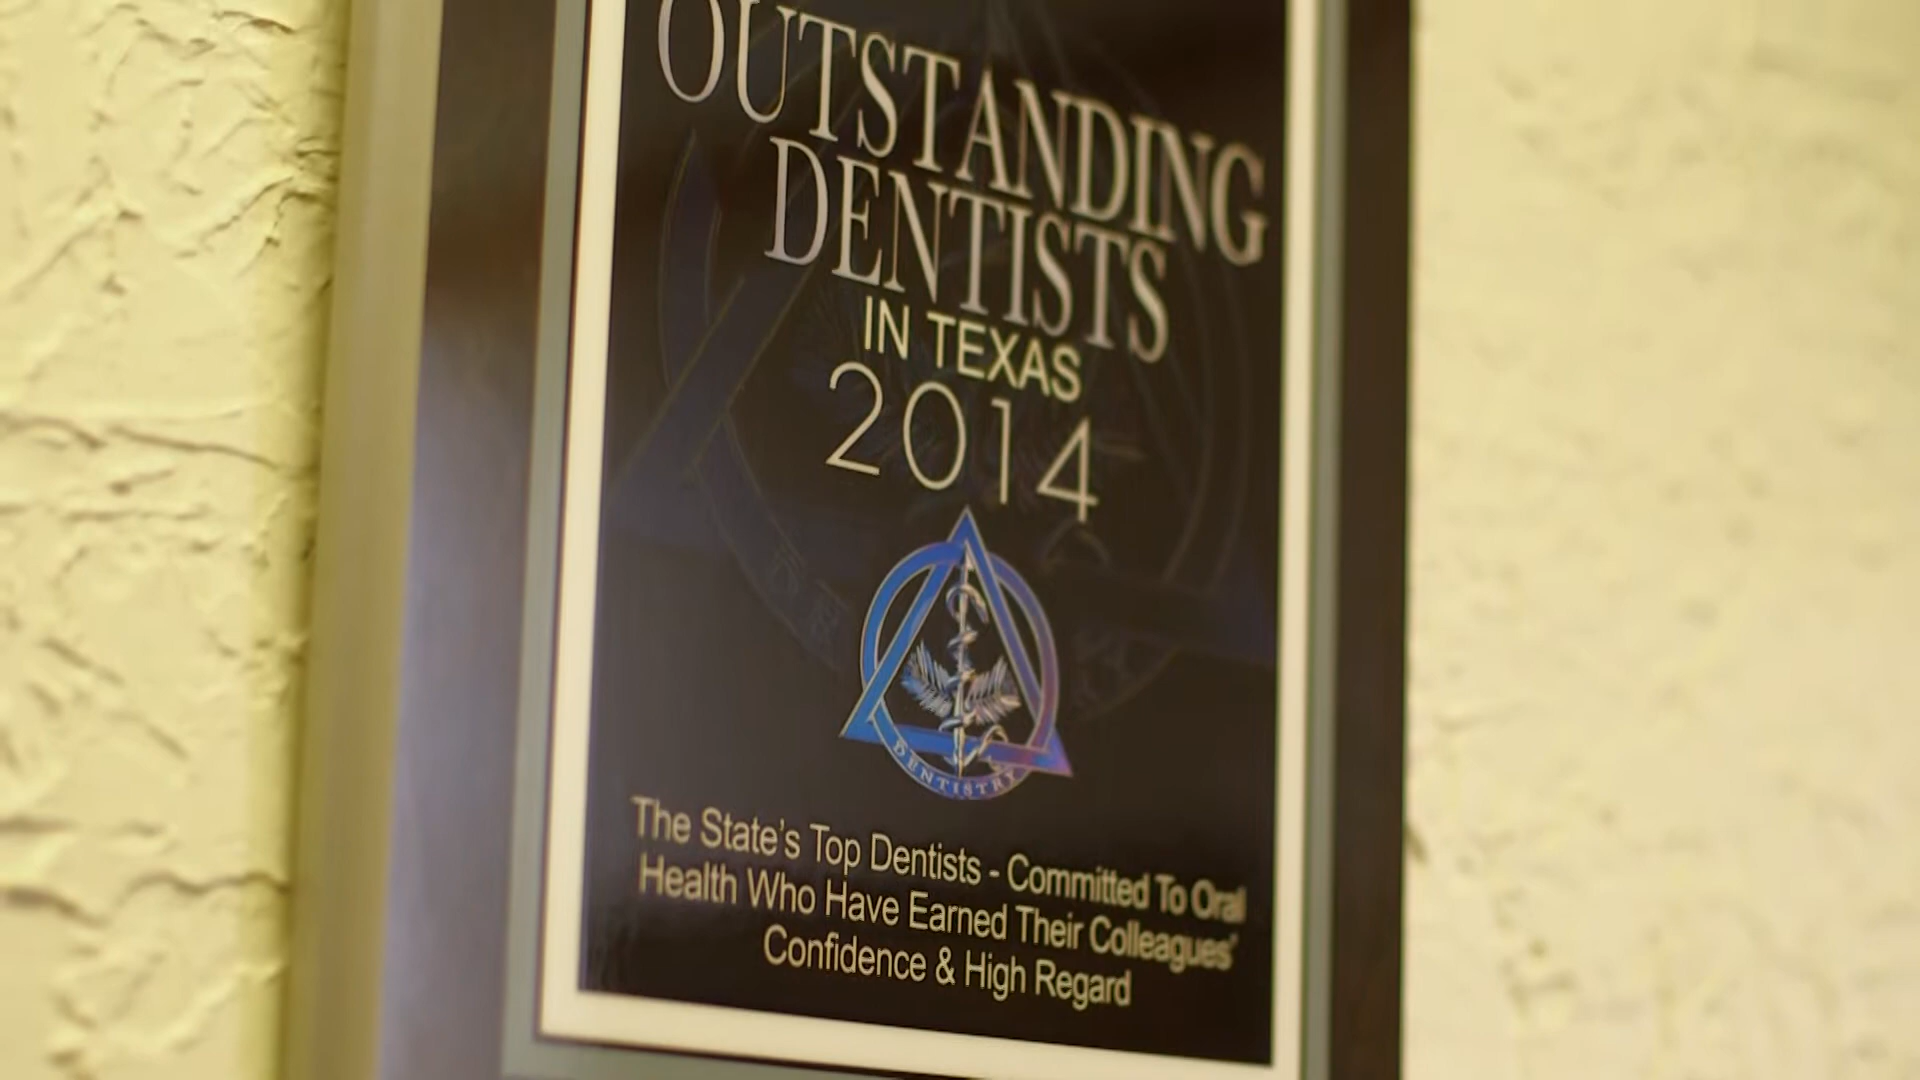 OUTSTANDING
DENTISTS
IN TEXAS
2014
DENTISTRY
The State's Top Dentists - Committed To Oral
Health Who Have Earned Their Colleagues'
Confidence & High Regard